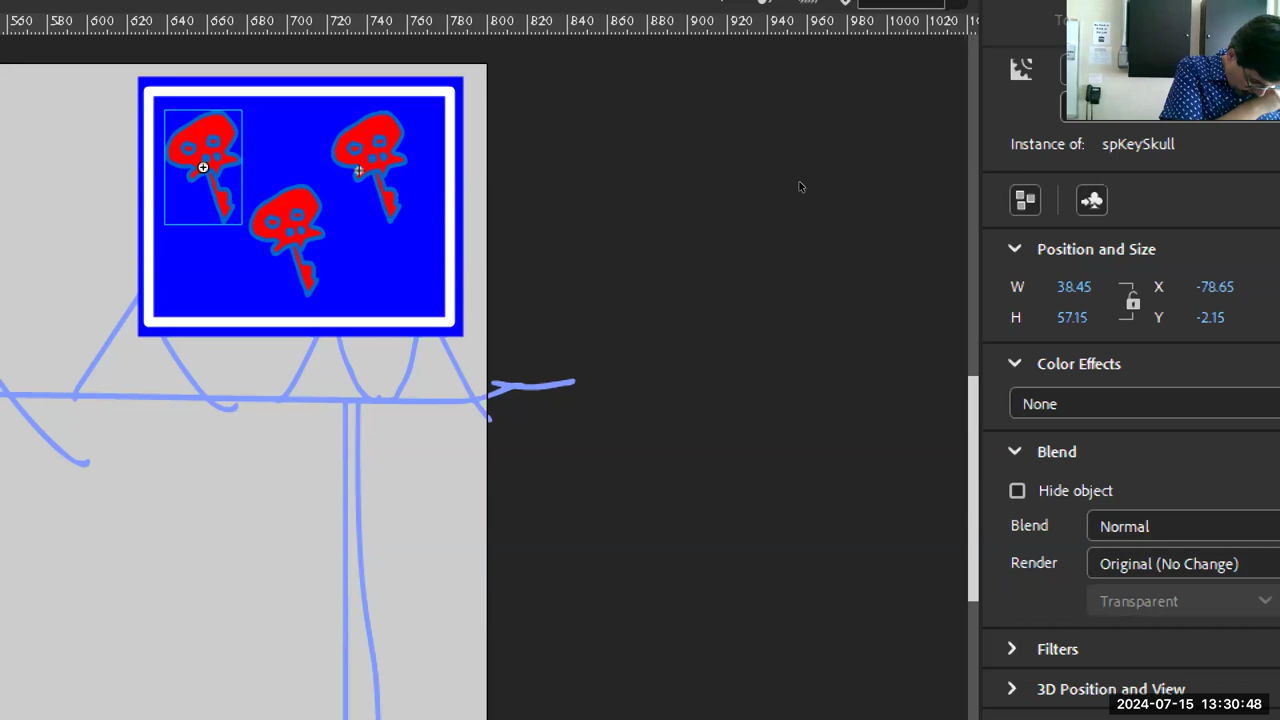 560 580 600 620 640 660 680 700 720 740 760 780 800 820 840 860 880 900 920 940 960 980 1000 1020
Instance of: spKeySkull
Position and Size
W 38.45 X -78.65
H 57.15 Y -2.15
Color Effects
None
Blend
Hide object
Blend Normal
Render Original (No Change)
Transparent
Filters
3D Position and View
2024-07-15 13:30:48